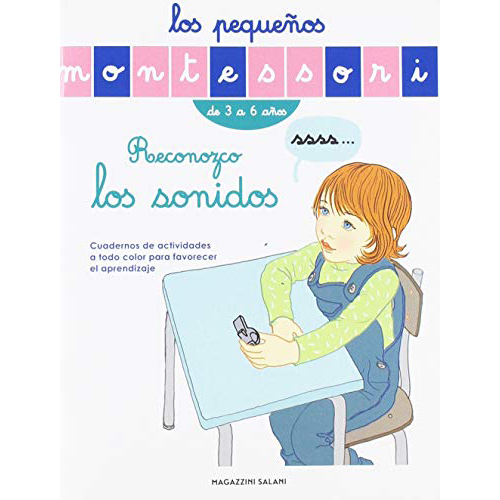 los pequeños
montessori
de 3 a 6 años
ssss...
Reconozco
los sonidos
Cuadernos de actividades
a todo color para favorecer
el aprendizaje
MAGAZZINI SALANI